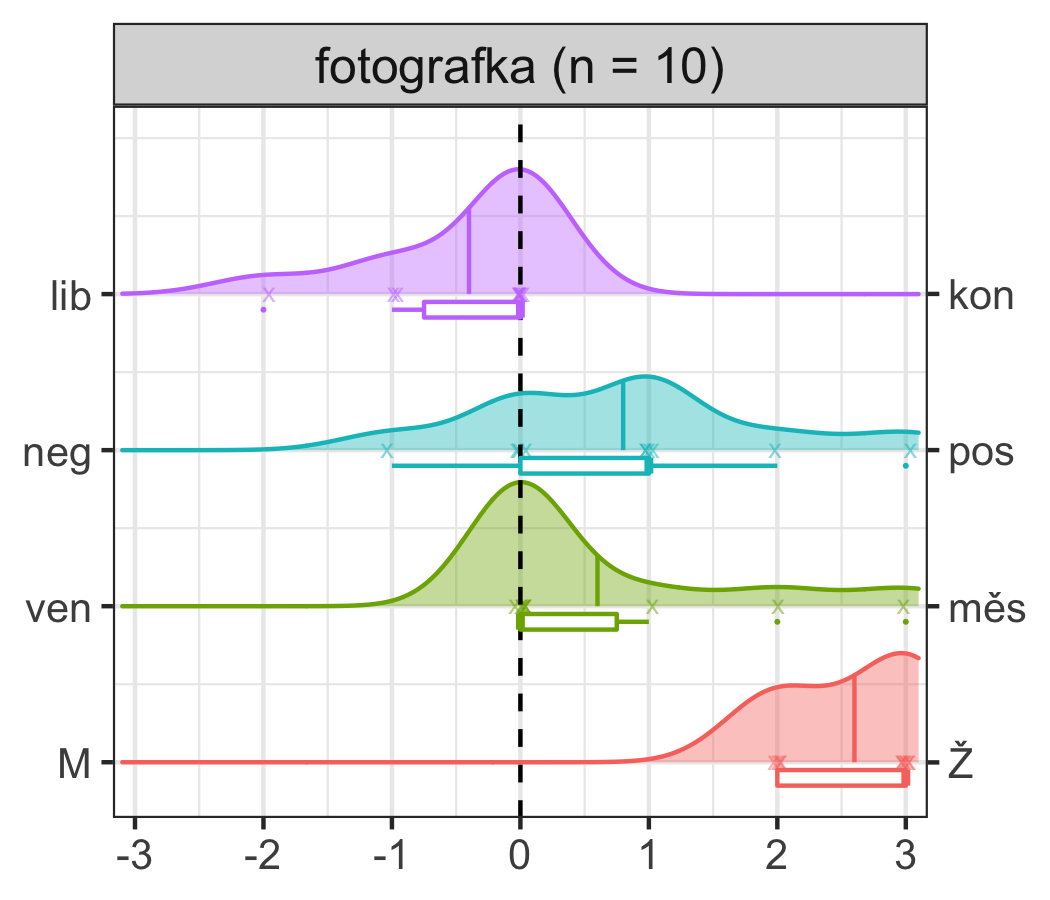 fotografka (n = 10)
lib kon
neg pos
ven měs
M Ž
-3 -2 -1 0 1 2 3